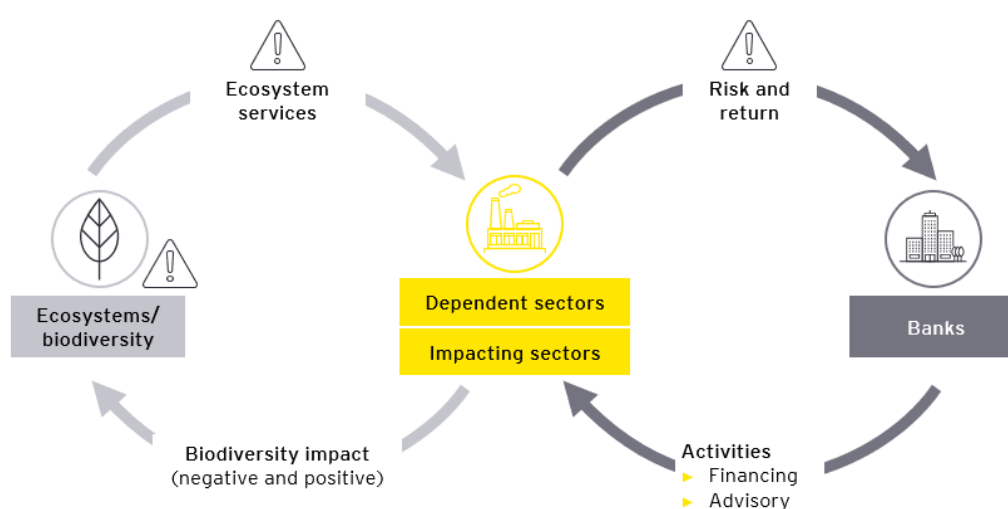 Ecosystem
services
Risk and
return
Ecosystems/
biodiversity
Dependent sectors
Impacting sectors
Banks
Biodiversity impact
(negative and positive)
Activities
► Financing
► Advisory